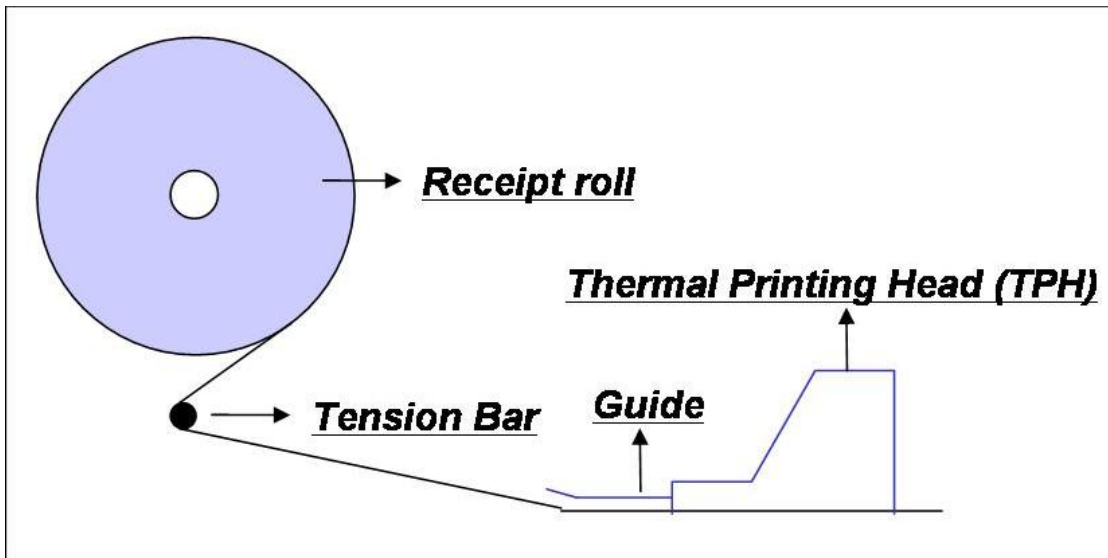 Receipt roll
Thermal Printing Head (TPH)
Tension Bar
Guide